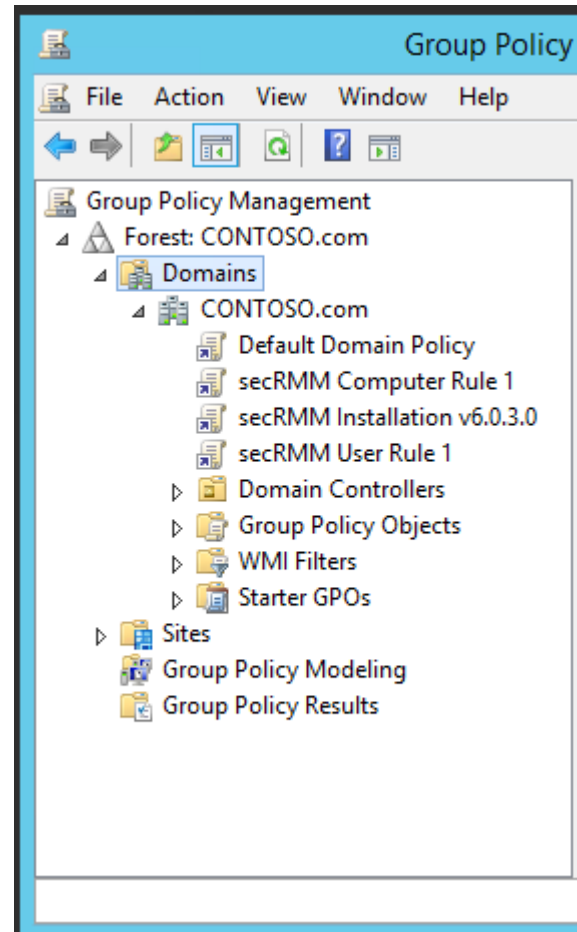 Group Policy
File Action View Window Help
Group Policy Management
Forest: CONTOSO.com
Domains
CONTOSO.com
Default Domain Policy
secRMM Computer Rule 1
secRMM Installation v6.0.3.0
secRMM User Rule 1
Domain Controllers
Group Policy Objects
WMI Filters
Starter GPOs
Sites
Group Policy Modeling
Group Policy Results